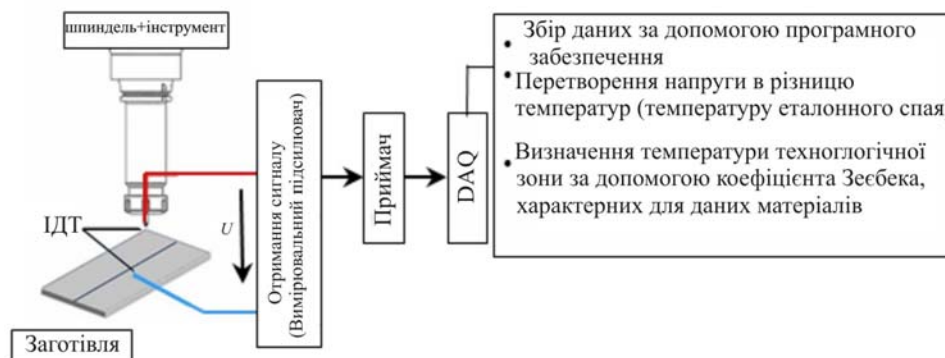 шпиндель+інструмент
ІДТ
Заготівля
U
Отримання сигналу
(Вимірювальний підсилювач)
Приймач
DAQ
• Збір даних за допомогою програмного
забезпечення
• Перетворення напруги в різницю
температур (температуру еталонного спая
• Визначення температури техноглогічної
зони за допомогою коефіцієнта Зеєбека,
характерних для даних матеріалів